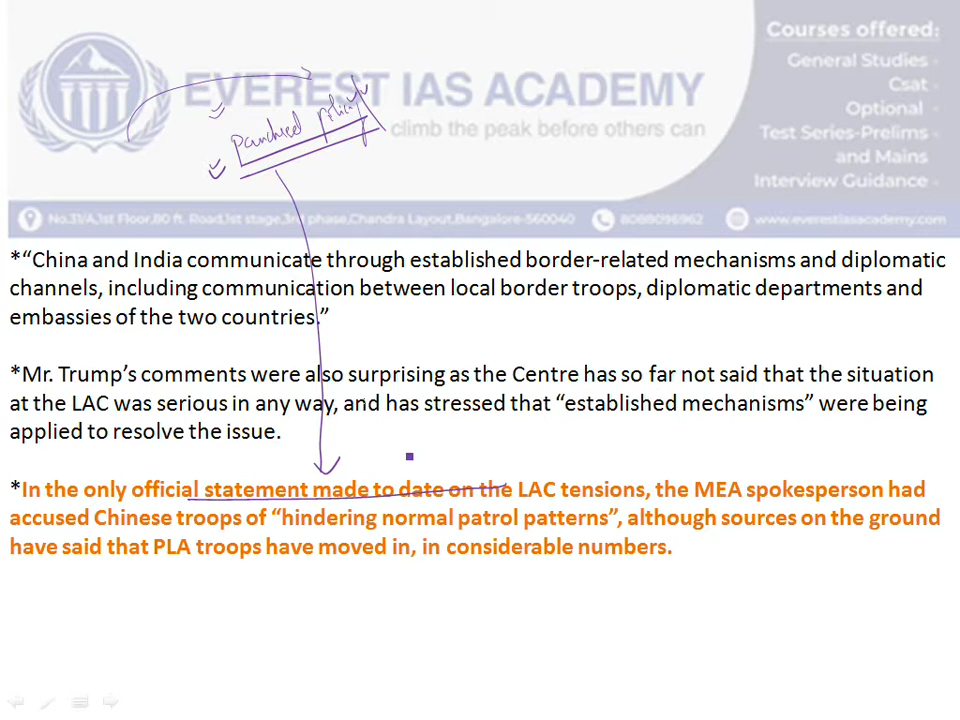 Courses offered:
EVEREST IAS ACADEMY
General Studies
Csat
Optional
climb the peak before others can
Test Series-Prelims
and Mains
Interview Guidance
Policy
No.31/A,1st Floor,80 ft. Road,1st stage,3rd phase,Chandra Layout,Bangalore-560040
8088096962
www.everestiasacademy.com
*“China and India communicate through established border-related mechanisms and diplomatic
channels, including communication between local border troops, diplomatic departments and
embassies of the two countries.”
*Mr. Trump’s comments were also surprising as the Centre has so far not said that the situation
at the LAC was serious in any way, and has stressed that “established mechanisms” were being
applied to resolve the issue.
*In the only official statement made to date on the LAC tensions, the MEA spokesperson had
accused Chinese troops of “hindering normal patrol patterns”, although sources on the ground
have said that PLA troops have moved in, in considerable numbers.